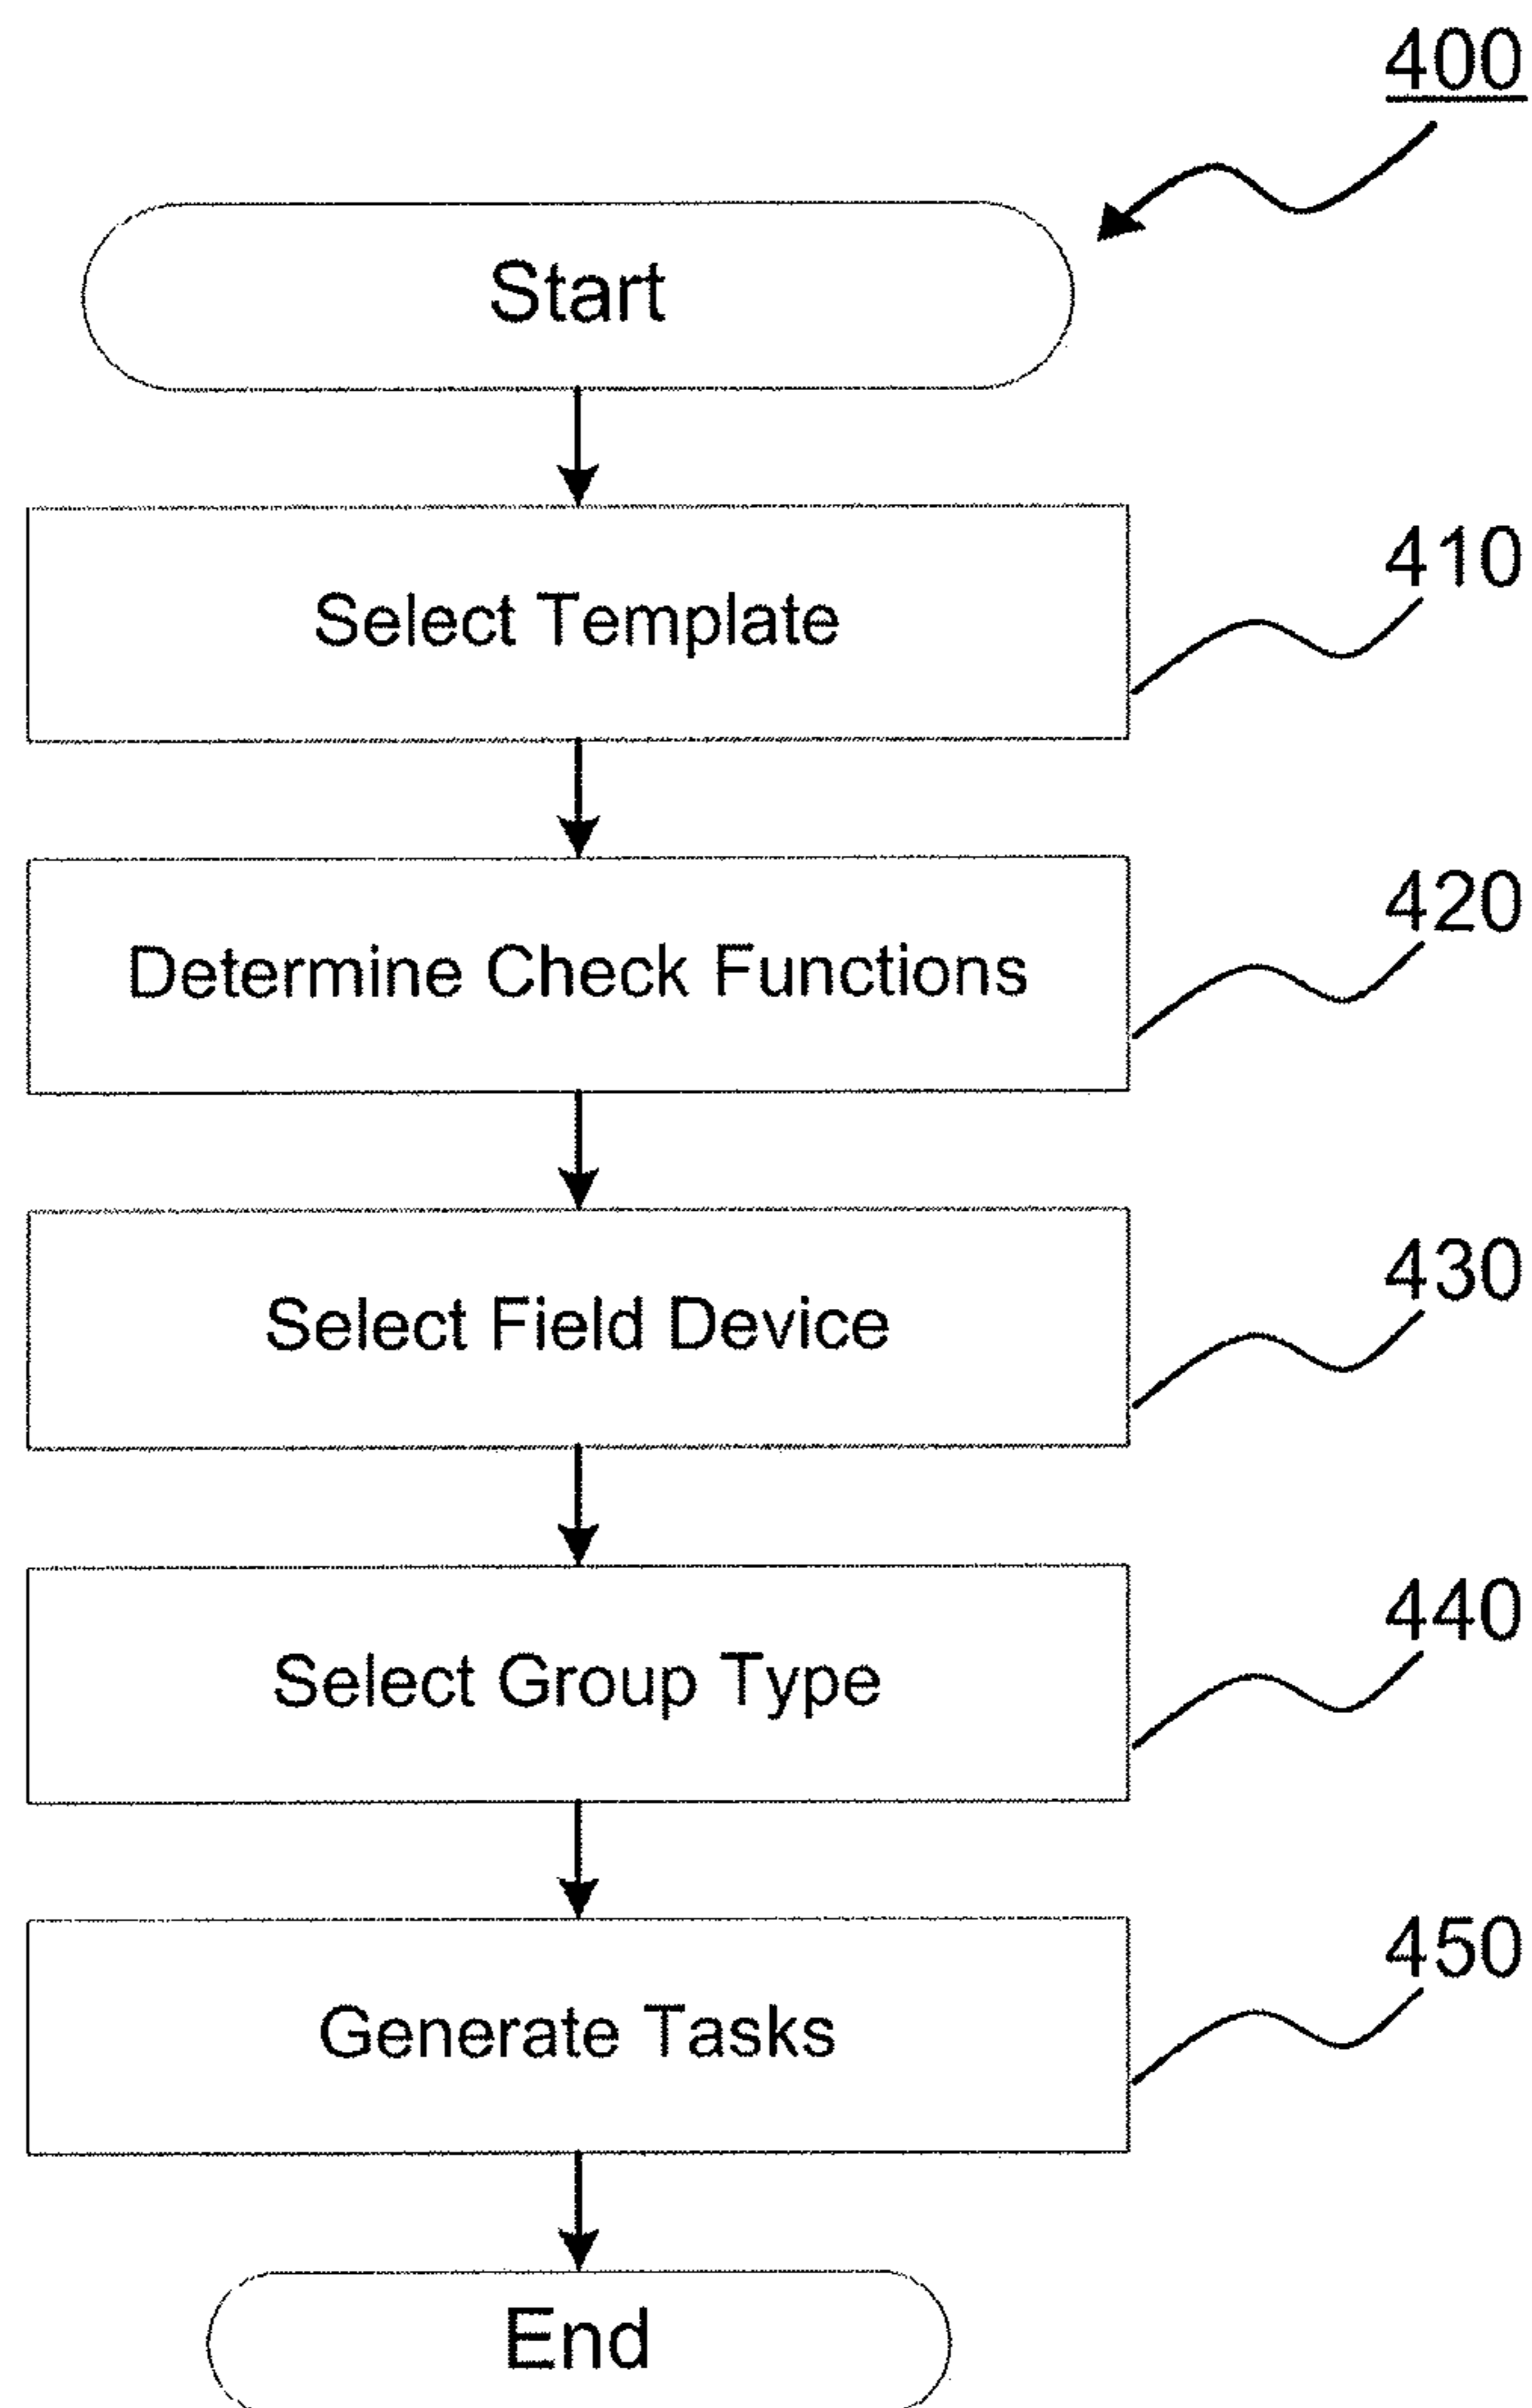 400
Start
Select Template
410
Determine Check Functions
420
Select Field Device
430
Select Group Type
440
Generate Tasks
450
End